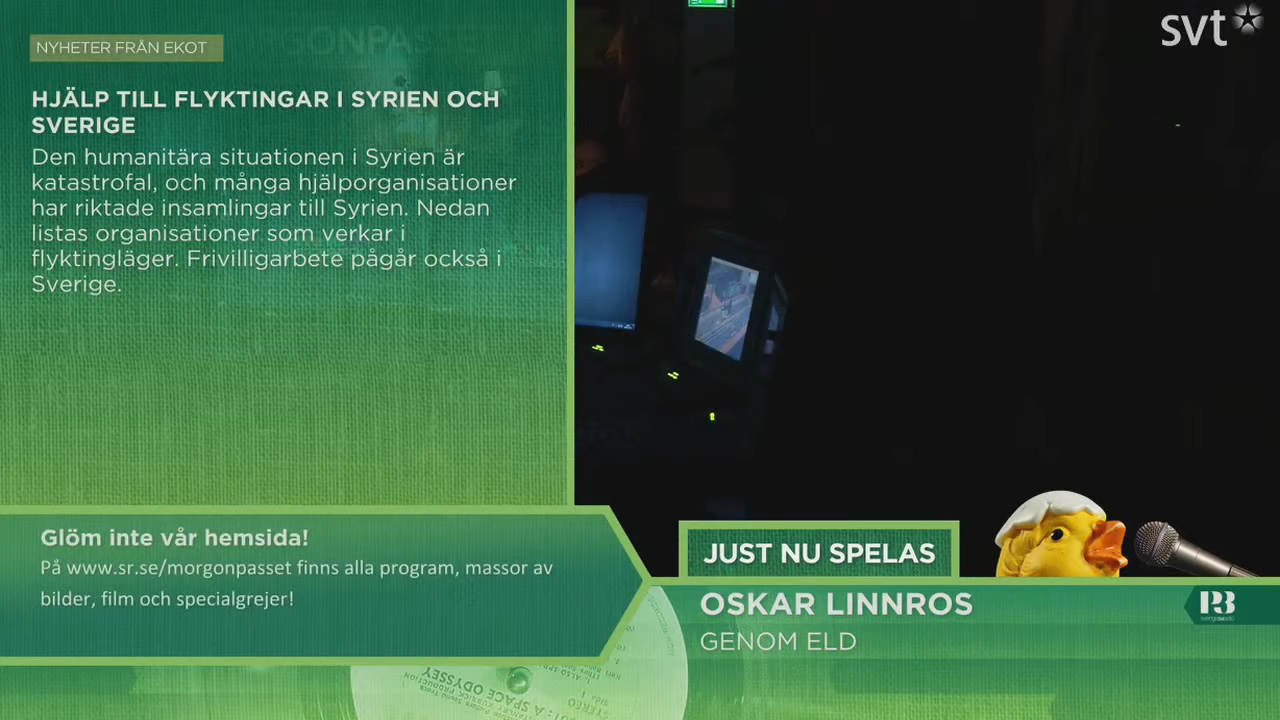 NYHETER FRÅN EKOT
HJÄLP TILL FLYKTINGAR I SYRIEN OCH
SVERIGE
Den humanitära situationen i Syrien är
katastrofal, och många hjälporganisationer
har riktade insamlingar till Syrien. Nedan
listas organisationer som verkar i
flyktingläger. Frivilligarbete pågår också i
Sverige.
svt
Glöm inte vår hemsida!
På www.sr.se/morgonpasset finns alla program, massor av
bilder, film och specialgrejer!
JUST NU SPELAS
OSKAR LINNROS
GENOM ELD
P3
A SPACE ODYSSEY
STEREO